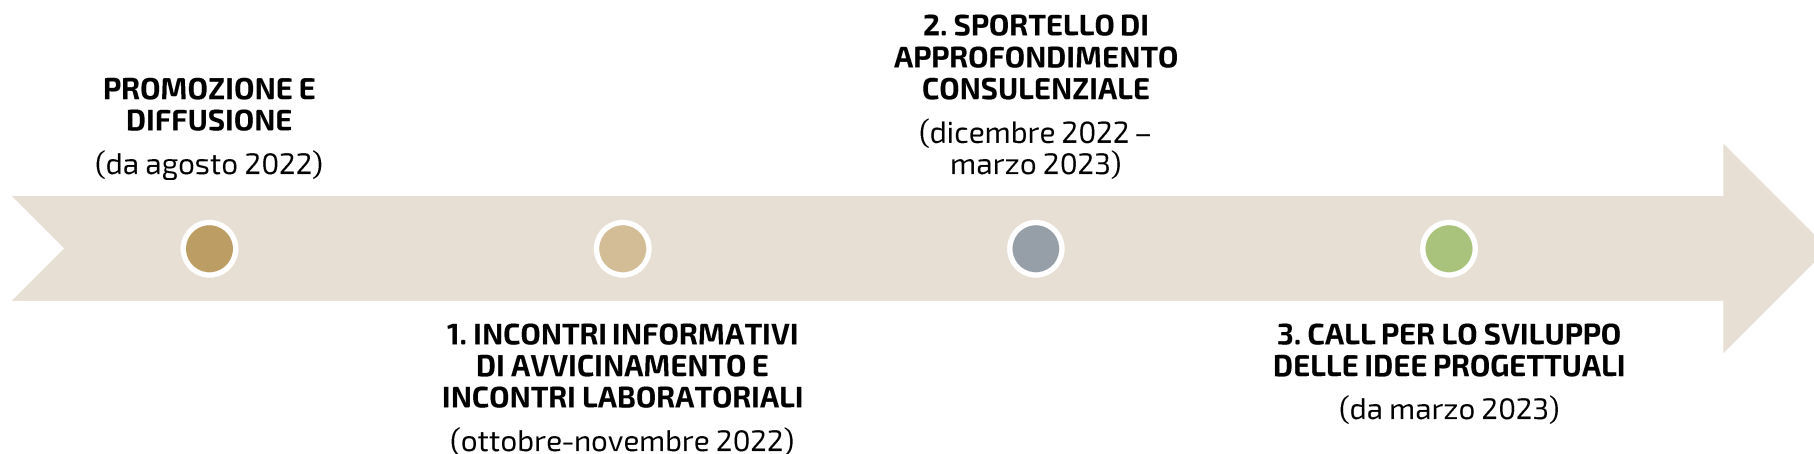 PROMOZIONE E
DIFFUSIONE
(da agosto 2022)
1. INCONTRI INFORMATIVI
DI AVVICINAMENTO E
INCONTRI LABORATORIALI
(ottobre-novembre 2022)
2. SPORTELLO DI
APPROFONDIMENTO
CONSULENZIALE
(dicembre 2022 –
marzo 2023)
3. CALL PER LO SVILUPPO
DELLE IDEE PROGETTUALI
(da marzo 2023)